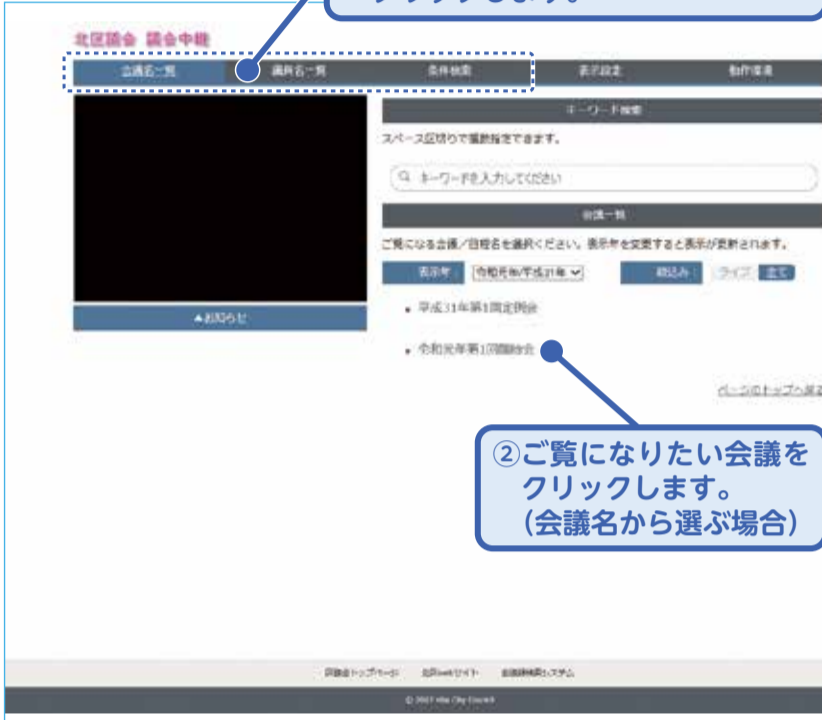 クリックします。
北区議会 議会中継
会議名一覧 議員名一覧 条件検索 表示設定 動作環境
キーワード検索
スペース区切りで複数指定できます。
キーワードを入力してください
会議一覧
ご覧になる会議/日程名を選択ください。表示年を変更すると表示が更新されます。
表示年 令和元年/平成31年 絞込み ライブ 全て
▲お知らせ
平成31年第1回定例会
令和元年第1回臨時会
ページのトップへ戻る
②ご覧になりたい会議を
クリックします。
(会議名から選ぶ場合)
区議会トップページ 北区webサイト 会議録検索システム